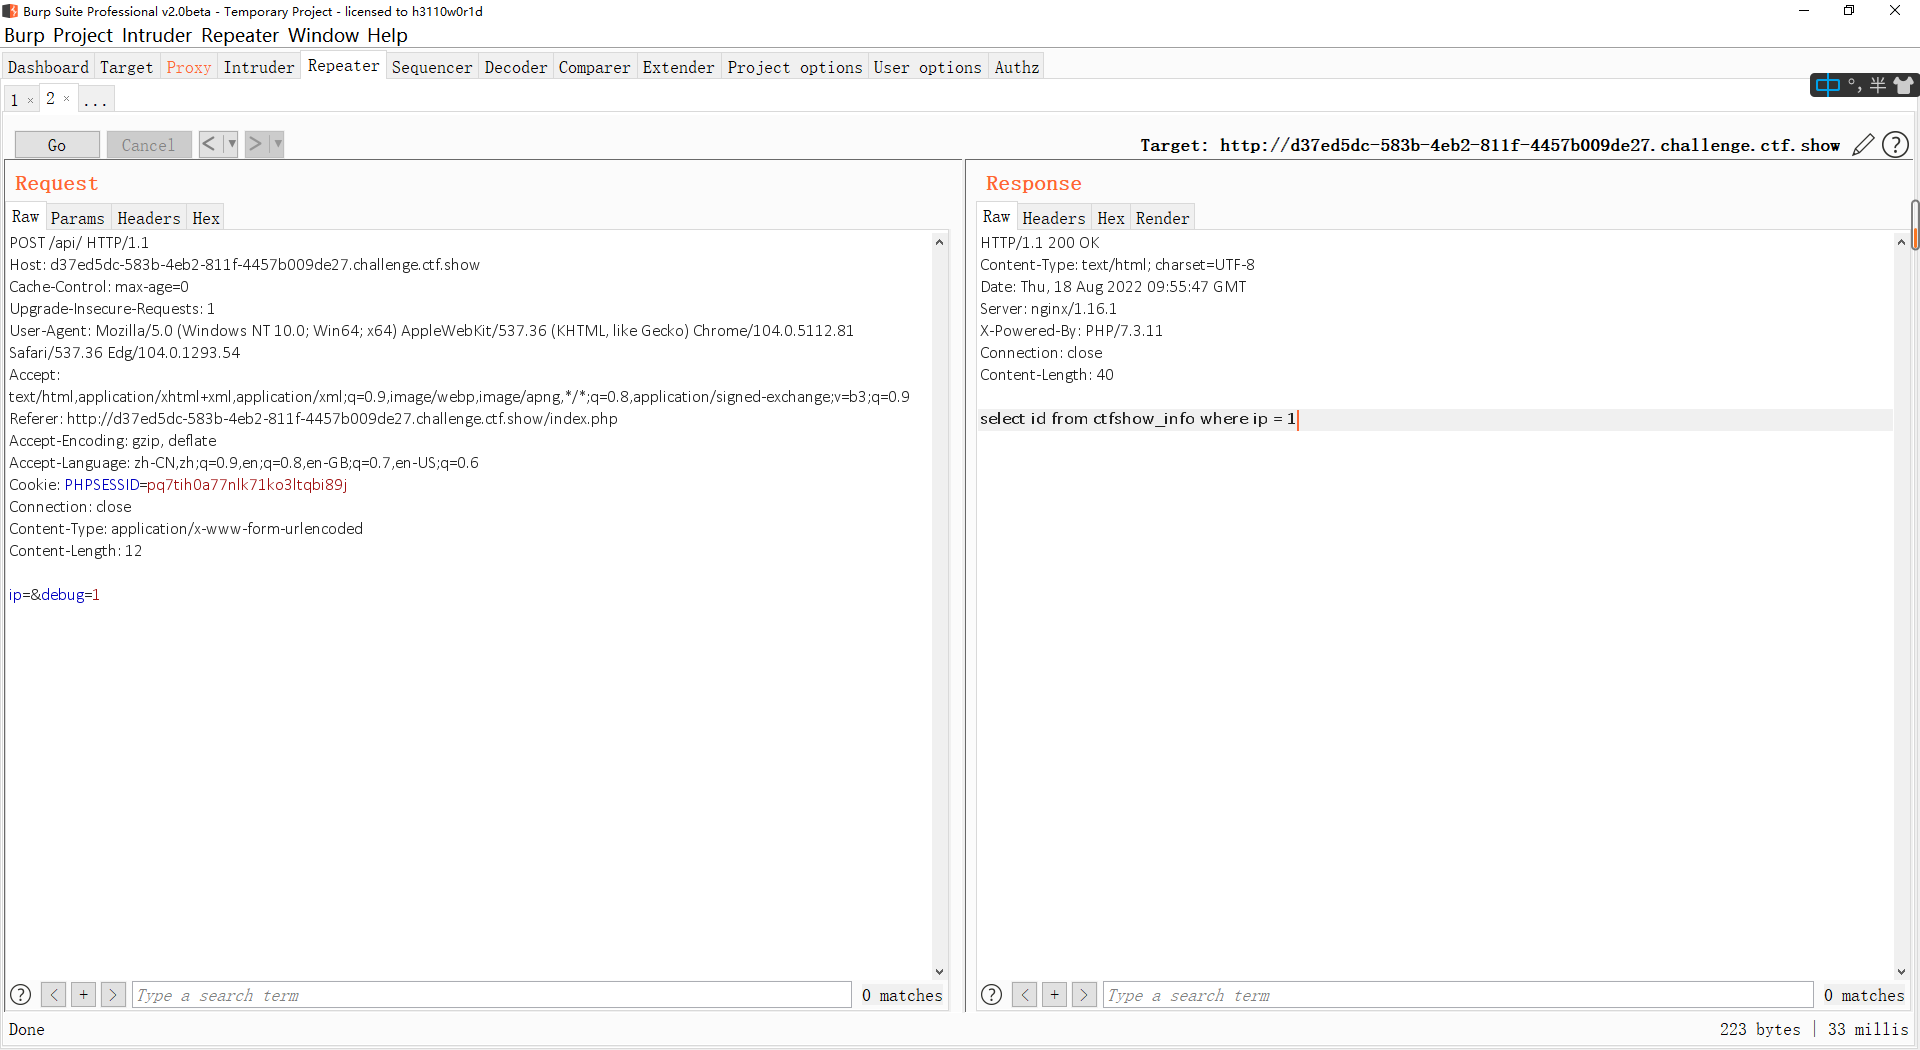 Burp Suite Professional v2.0beta - Temporary Project - licensed to h3110w0r1d
Burp Project Intruder Repeater Window Help
Dashboard Target Proxy Intruder Repeater Sequencer Decoder Comparer Extender Project options User options Authz
中 °, 半
1 × 2 × ...
Go Cancel < > Target: http://d37ed5dc-583b-4eb2-811f-4457b009de27.challenge.ctf.show ?
Request
Raw Params Headers Hex
POST /api/ HTTP/1.1
Host: d37ed5dc-583b-4eb2-811f-4457b009de27.challenge.ctf.show
Cache-Control: max-age=0
Upgrade-Insecure-Requests: 1
User-Agent: Mozilla/5.0 (Windows NT 10.0; Win64; x64) AppleWebKit/537.36 (KHTML, like Gecko) Chrome/104.0.5112.81
Safari/537.36 Edg/104.0.1293.54
Accept:
text/html,application/xhtml+xml,application/xml;q=0.9,image/webp,image/apng,*/*;q=0.8,application/signed-exchange;v=b3;q=0.9
Referer: http://d37ed5dc-583b-4eb2-811f-4457b009de27.challenge.ctf.show/index.php
Accept-Encoding: gzip, deflate
Accept-Language: zh-CN,zh;q=0.9,en;q=0.8,en-GB;q=0.7,en-US;q=0.6
Cookie: PHPSESSID=pq7tih0a77nlk71ko3ltqbi89j
Connection: close
Content-Type: application/x-www-form-urlencoded
Content-Length: 12
ip=&debug=1
? < + > Type a search term 0 matches
Response
Raw Headers Hex Render
HTTP/1.1 200 OK
Content-Type: text/html; charset=UTF-8
Date: Thu, 18 Aug 2022 09:55:47 GMT
Server: nginx/1.16.1
X-Powered-By: PHP/7.3.11
Connection: close
Content-Length: 40
select id from ctfshow_info where ip = 1
? < + > Type a search term 0 matches
Done 223 bytes | 33 millis